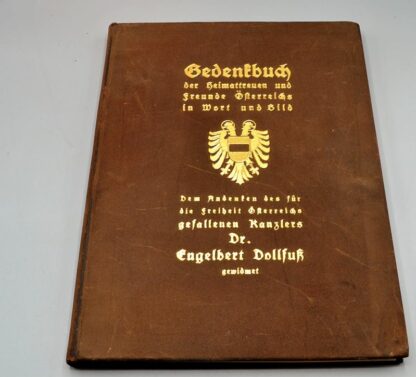 Gedenkbuch
der Heimattreuen und
Freunde Österreichs
in Wort und Bild
Dem Andenken des für
die Freiheit Österreichs
gefallenen Kanzlers
Dr.
Engelbert Dollfuß
gewidmet